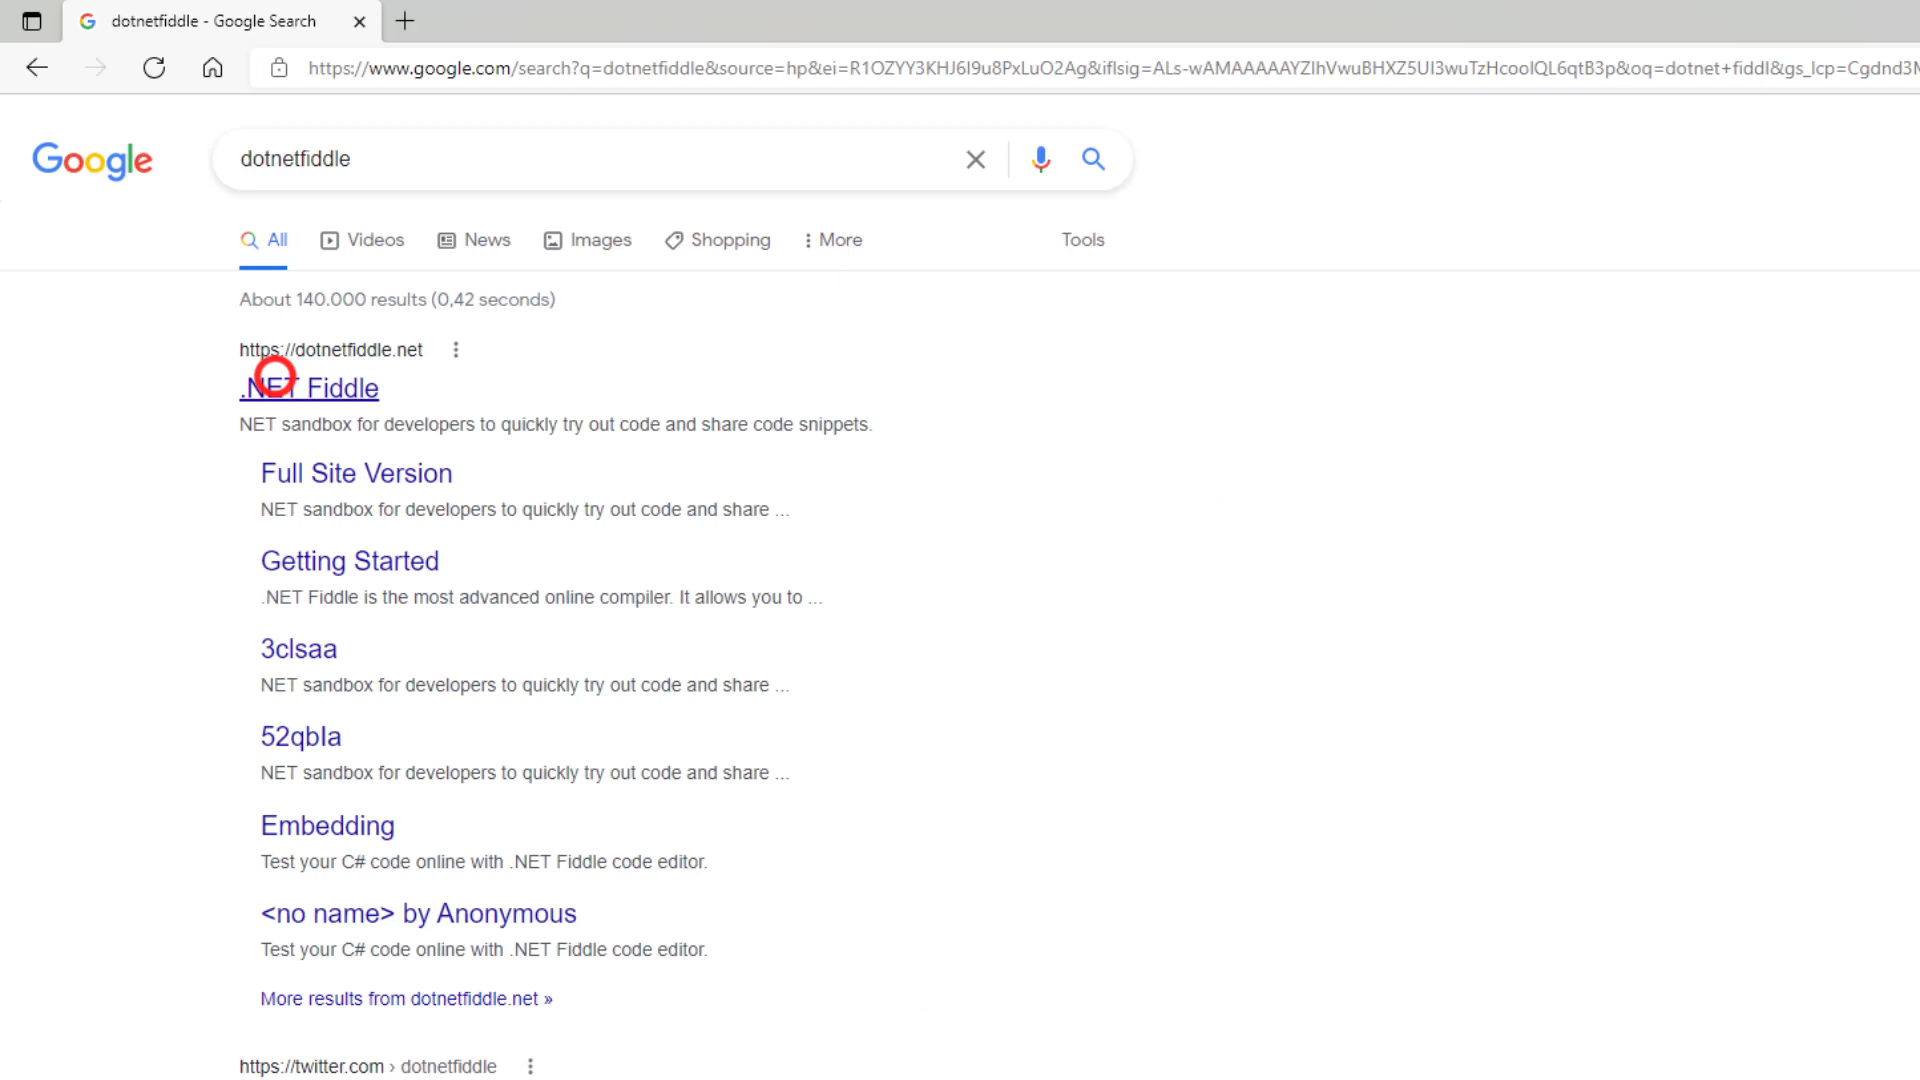 dotnetfiddle - Google Search
https://www.google.com/search?q=dotnetfiddle&source=hp&ei=R1OZYY3KHJ6I9u8PxLuO2Ag&iflsig=ALs-wAMAAAAAYZlhVwuBHXZ5UI3wuTzHcoolQL6qtB3p&oq=dotnet+fiddl&gs_lcp=Cgdnd3M
Google
dotnetfiddle
All Videos News Images Shopping More Tools
About 140.000 results (0,42 seconds)
https://dotnetfiddle.net
.NET Fiddle
NET sandbox for developers to quickly try out code and share code snippets.
Full Site Version
NET sandbox for developers to quickly try out code and share ...
Getting Started
.NET Fiddle is the most advanced online compiler. It allows you to ...
3clsaa
NET sandbox for developers to quickly try out code and share ...
52qbla
NET sandbox for developers to quickly try out code and share ...
Embedding
Test your C# code online with .NET Fiddle code editor.
<no name> by Anonymous
Test your C# code online with .NET Fiddle code editor.
More results from dotnetfiddle.net »
https://twitter.com › dotnetfiddle